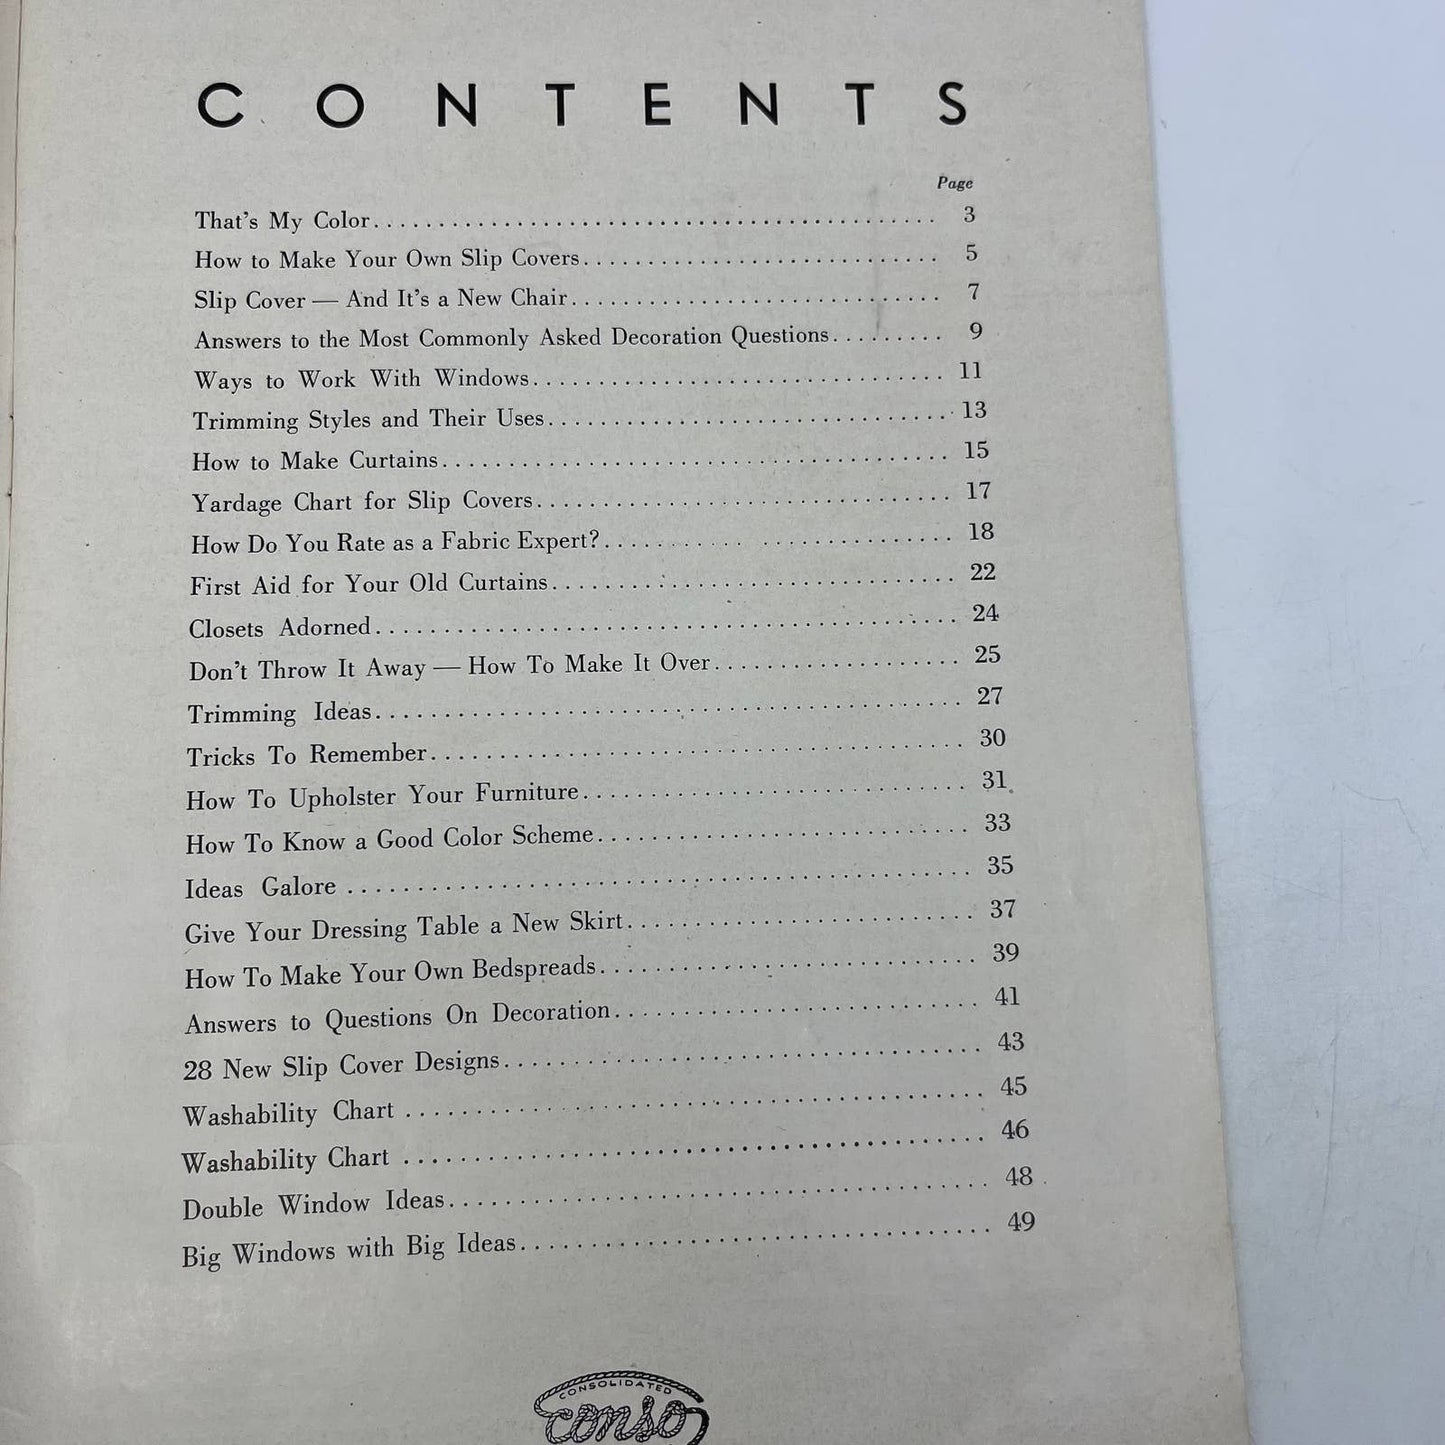 CONTENTS
Page
That's My Color........................................... 3
How to Make Your Own Slip Covers........................... 5
Slip Cover — And It's a New Chair............................ 7
Answers to the Most Commonly Asked Decoration Questions......... 9
Ways to Work With Windows................................ 11
Trimming Styles and Their Uses............................... 13
How to Make Curtains....................................... 15
Yardage Chart for Slip Covers................................ 17
How Do You Rate as a Fabric Expert?........................... 18
First Aid for Your Old Curtains............................... 22
Closets Adorned........................................... 24
Don't Throw It Away — How To Make It Over................... 25
Trimming Ideas........................................... 27
Tricks To Remember....................................... 30
How To Upholster Your Furniture............................. 31
How To Know a Good Color Scheme............................ 33
Ideas Galore ............................................. 35
Give Your Dressing Table a New Skirt.......................... 37
How To Make Your Own Bedspreads............................ 39
Answers to Questions On Decoration........................... 41
28 New Slip Cover Designs.................................. 43
Washability Chart ......................................... 45
Washability Chart ......................................... 46
Double Window Ideas...................................... 48
Big Windows with Big Ideas................................. 49
CONSOLIDATED
conso